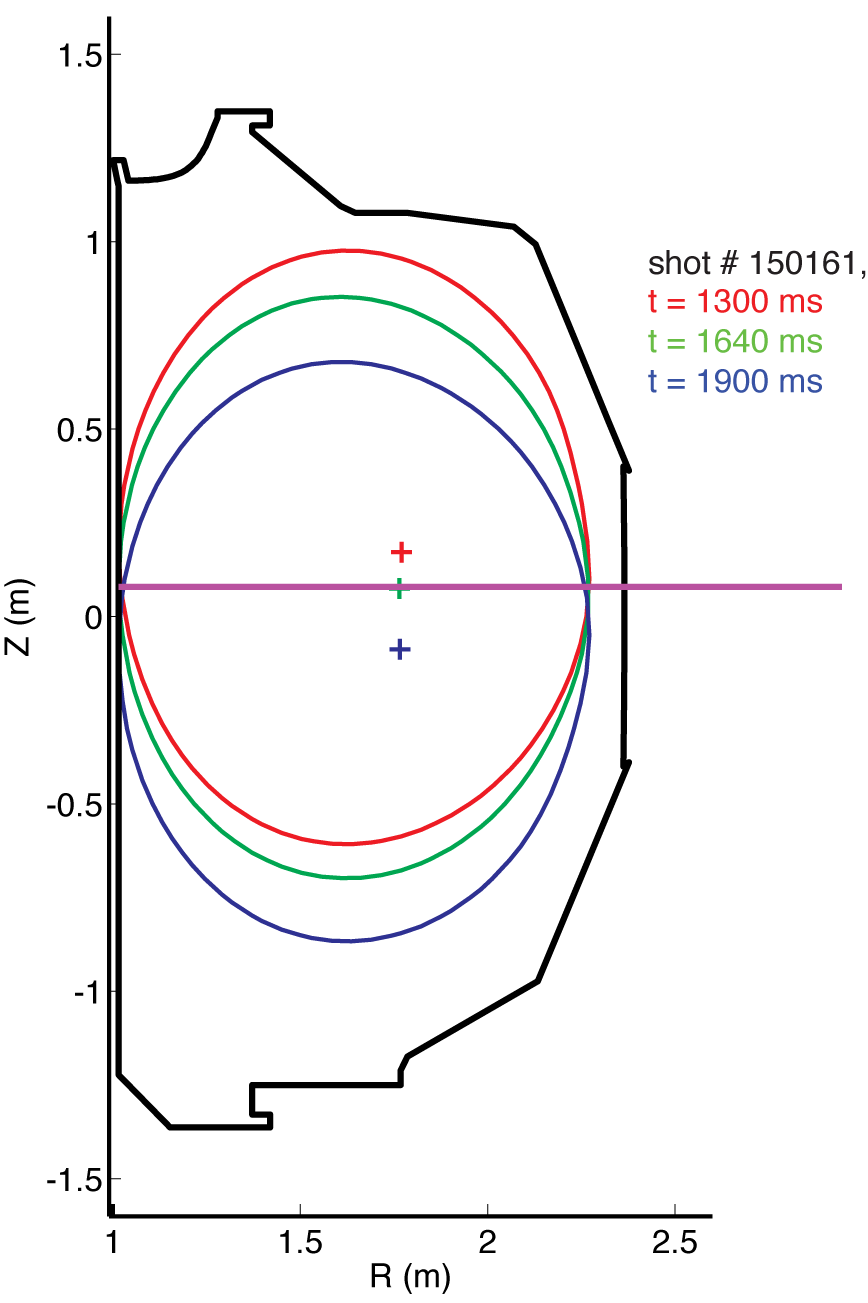 1.5
1
0.5
0
-0.5
-1
-1.5
Z (m)
shot # 150161,
t = 1300 ms
t = 1640 ms
t = 1900 ms
1 1.5 2 2.5
R (m)